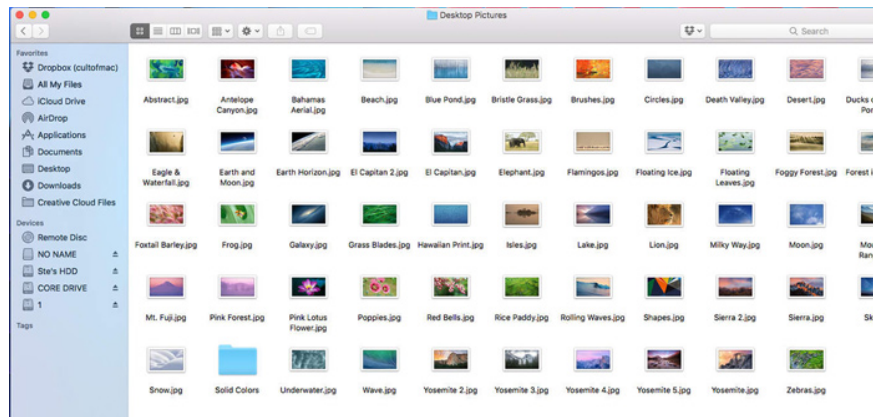 Desktop Pictures
Search
Favorites
Dropbox (cultofmac)
All My Files
iCloud Drive
AirDrop
Applications
Documents
Desktop
Downloads
Creative Cloud Files
Devices
Remote Disc
NO NAME
Ste's HDD
CORE DRIVE
1
Tags
Abstract.jpg
Antelope
Canyon.jpg
Bahamas
Aerial.jpg
Beach.jpg
Blue Pond.jpg
Bristle Grass.jpg
Brushes.jpg
Circles.jpg
Death Valley.jpg
Desert.jpg
Ducks
Eagle &
Waterfall.jpg
Earth and
Moon.jpg
Earth Horizon.jpg
El Capitan 2.jpg
El Capitan.jpg
Elephant.jpg
Flamingos.jpg
Floating Ice.jpg
Floating
Leaves.jpg
Foggy Forest.jpg
Forest
Foxtail Barley.jpg
Frog.jpg
Galaxy.jpg
Grass Blades.jpg
Hawaiian Print.jpg
Isles.jpg
Lake.jpg
Lion.jpg
Milky Way.jpg
Moon.jpg
Mt. Fuji.jpg
Pink Forest.jpg
Pink Lotus
Flower.jpg
Poppies.jpg
Red Bells.jpg
Rice Paddy.jpg
Rolling Waves.jpg
Shapes.jpg
Sierra 2.jpg
Sierra.jpg
Snow.jpg
Solid Colors
Underwater.jpg
Wave.jpg
Yosemite 2.jpg
Yosemite 3.jpg
Yosemite 4.jpg
Yosemite 5.jpg
Yosemite.jpg
Zebras.jpg